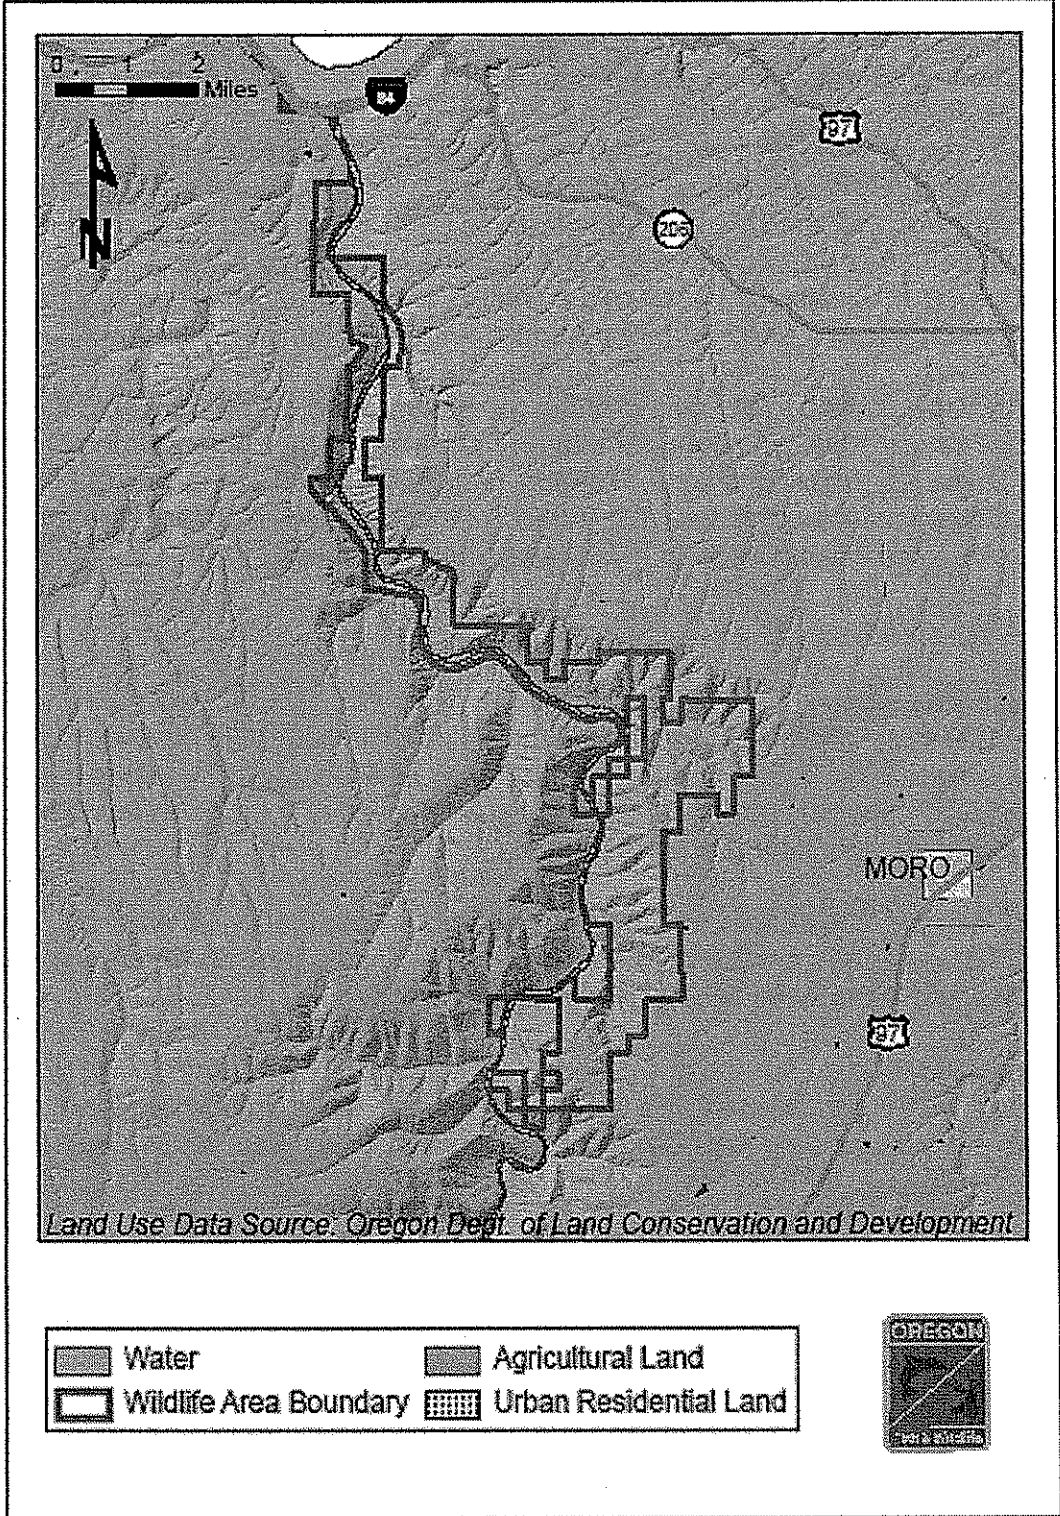 0 1 2
Miles
84
97
N
206
MORO
97
Land Use Data Source: Oregon Dept. of Land Conservation and Development
Water
Agricultural Land
Wildlife Area Boundary
Urban Residential Land
OREGON